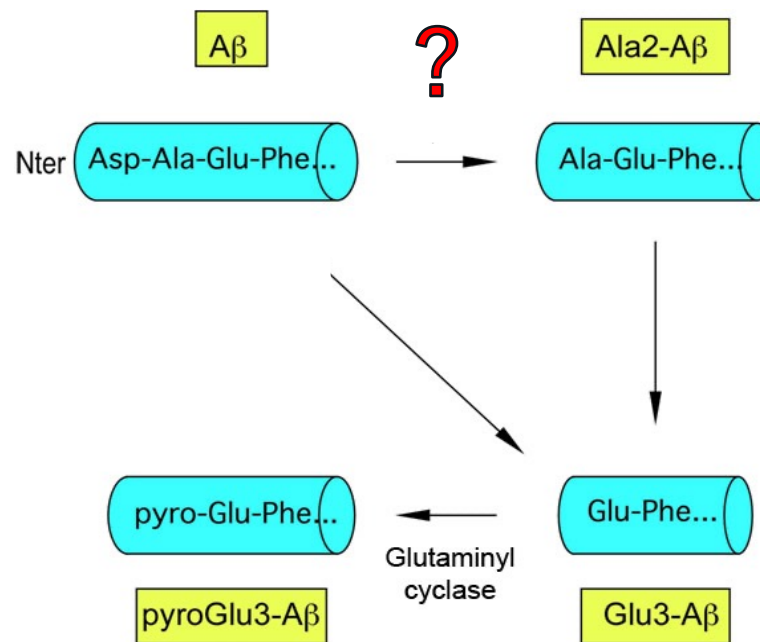 Aβ
?
Ala2-Aβ
Nter
Asp-Ala-Glu-Phe...
Ala-Glu-Phe...
pyro-Glu-Phe...
Glu-Phe...
Glutaminyl
cyclase
pyroGlu3-Aβ
Glu3-Aβ